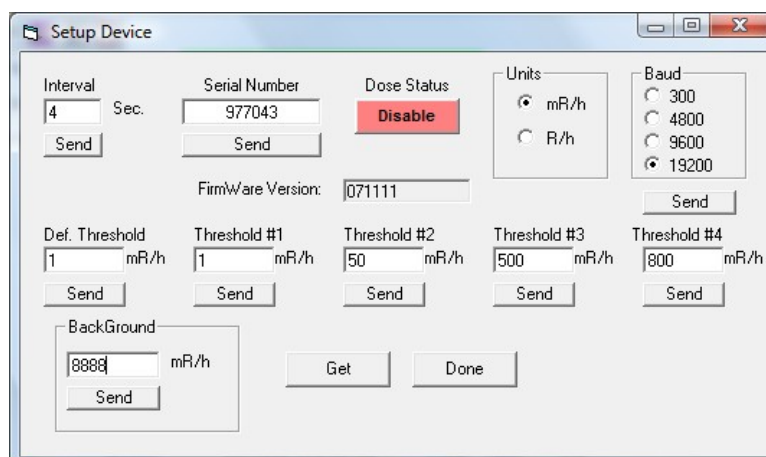 Setup Device
Interval
4 Sec.
Send
Serial Number
977043
Send
Dose Status
Disable
Units
mR/h
R/h
Baud
300
4800
9600
19200
Send
FirmWare Version: 071111
Def. Threshold
1 mR/h
Send
Threshold #1
1 mR/h
Send
Threshold #2
50 mR/h
Send
Threshold #3
500 mR/h
Send
Threshold #4
800 mR/h
Send
BackGround
8888 mR/h
Send
Get
Done